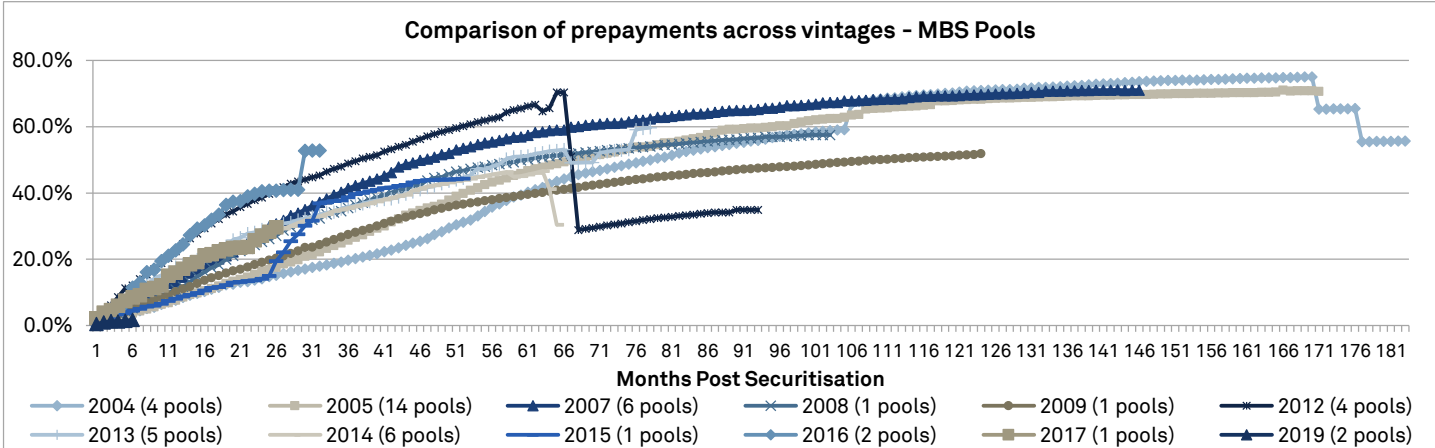 Comparison of prepayments across vintages - MBS Pools
80.0%
60.0%
40.0%
20.0%
0.0%
1 6 11 16 21 26 31 36 41 46 51 56 61 66 71 76 81 86 91 96 101 106 111 116 121 126 131 136 141 146 151 156 161 166 171 176 181
Months Post Securitisation
2004 (4 pools) 2005 (14 pools) 2007 (6 pools) 2008 (1 pools) 2009 (1 pools) 2012 (4 pools)
2013 (5 pools) 2014 (6 pools) 2015 (1 pools) 2016 (2 pools) 2017 (1 pools) 2019 (2 pools)